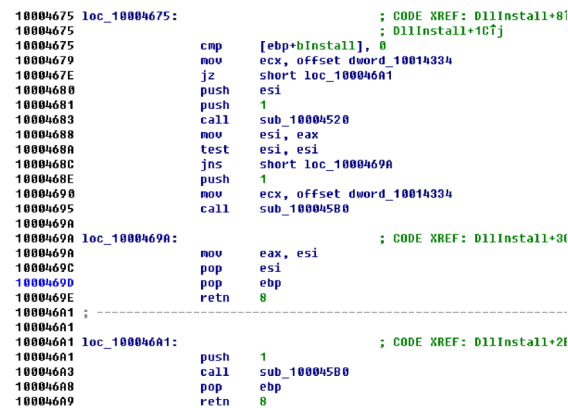 10004675 loc_10004675: ; CODE XREF: DllInstall+8↑
10004675 ; DllInstall+1C↑j
10004675 cmp [ebp+bInstall], 0
10004679 mov ecx, offset dword_10014334
1000467E jz short loc_100046A1
10004680 push esi
10004681 push 1
10004683 call sub_10004520
10004688 mov esi, eax
1000468A test esi, esi
1000468C jns short loc_1000469A
1000468E push 1
10004690 mov ecx, offset dword_10014334
10004695 call sub_100045B0
1000469A
1000469A loc_1000469A: ; CODE XREF: DllInstall+3C
1000469A mov eax, esi
1000469C pop esi
1000469D pop ebp
1000469E retn 8
100046A1 ; ---------------------------------------------------------------------------
100046A1
100046A1 loc_100046A1: ; CODE XREF: DllInstall+2E
100046A1 push 1
100046A3 call sub_100045B0
100046A8 pop ebp
100046A9 retn 8